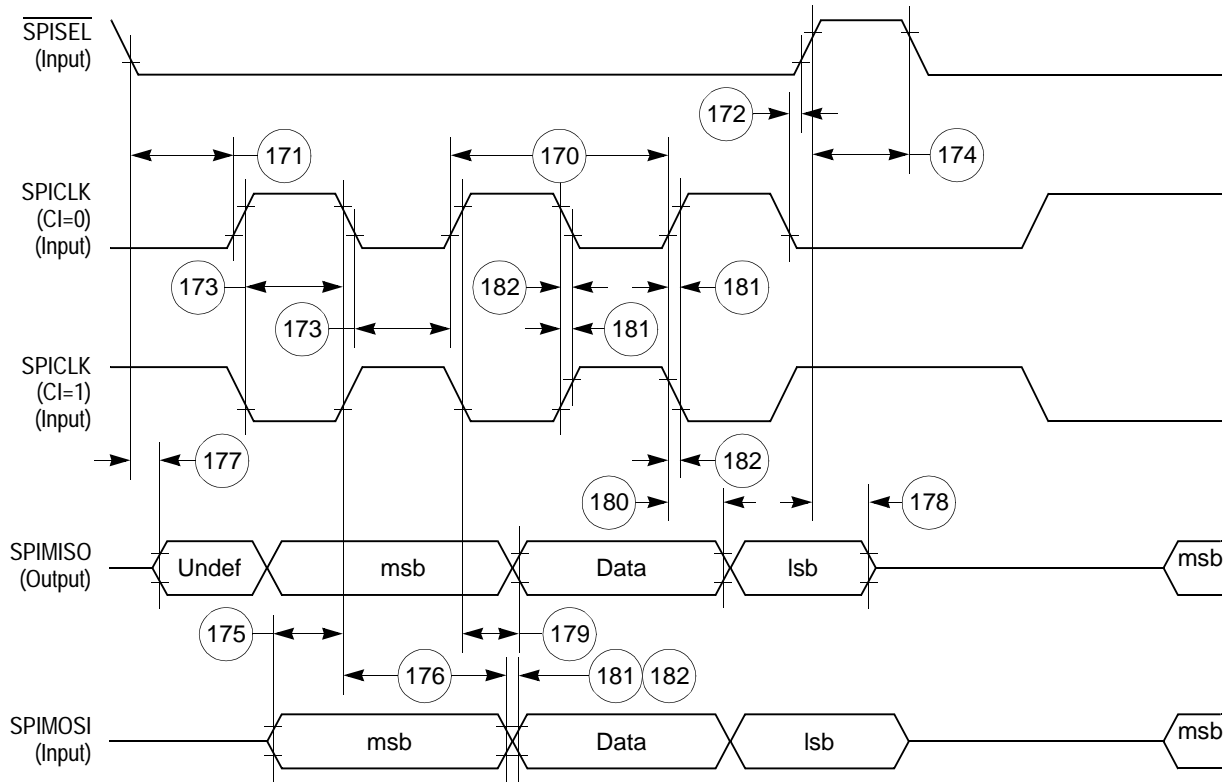 SPISEL
(Input)
172
171
170
174
SPICLK
(CI=0)
(Input)
173
182
181
173
181
SPICLK
(CI=1)
(Input)
177
182
180
178
SPIMISO
(Output)
Undef
msb
Data
lsb
msb
175
179
176
181
182
SPIMOSI
(Input)
msb
Data
lsb
msb